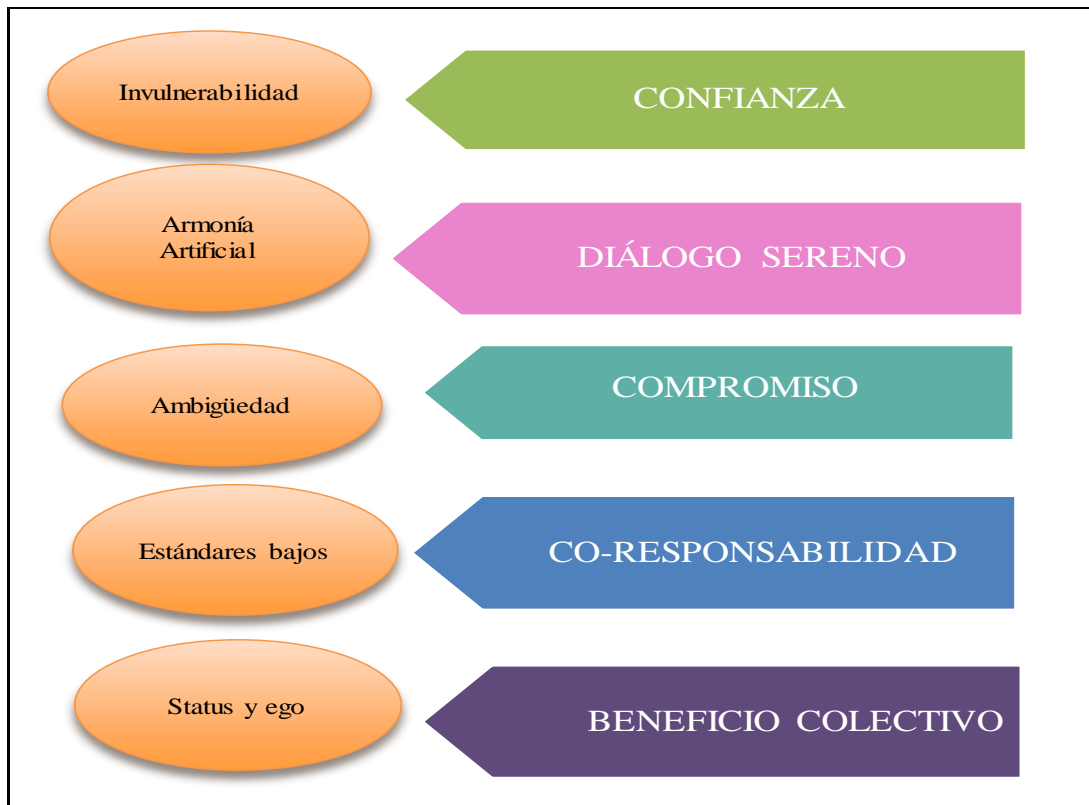 Invulnerabilidad
CONFIANZA
Armonía
Artificial
DIÁLOGO SERENO
Ambigüedad
COMPROMISO
Estándares bajos
CO-RESPONSABILIDAD
Status y ego
BENEFICIO COLECTIVO